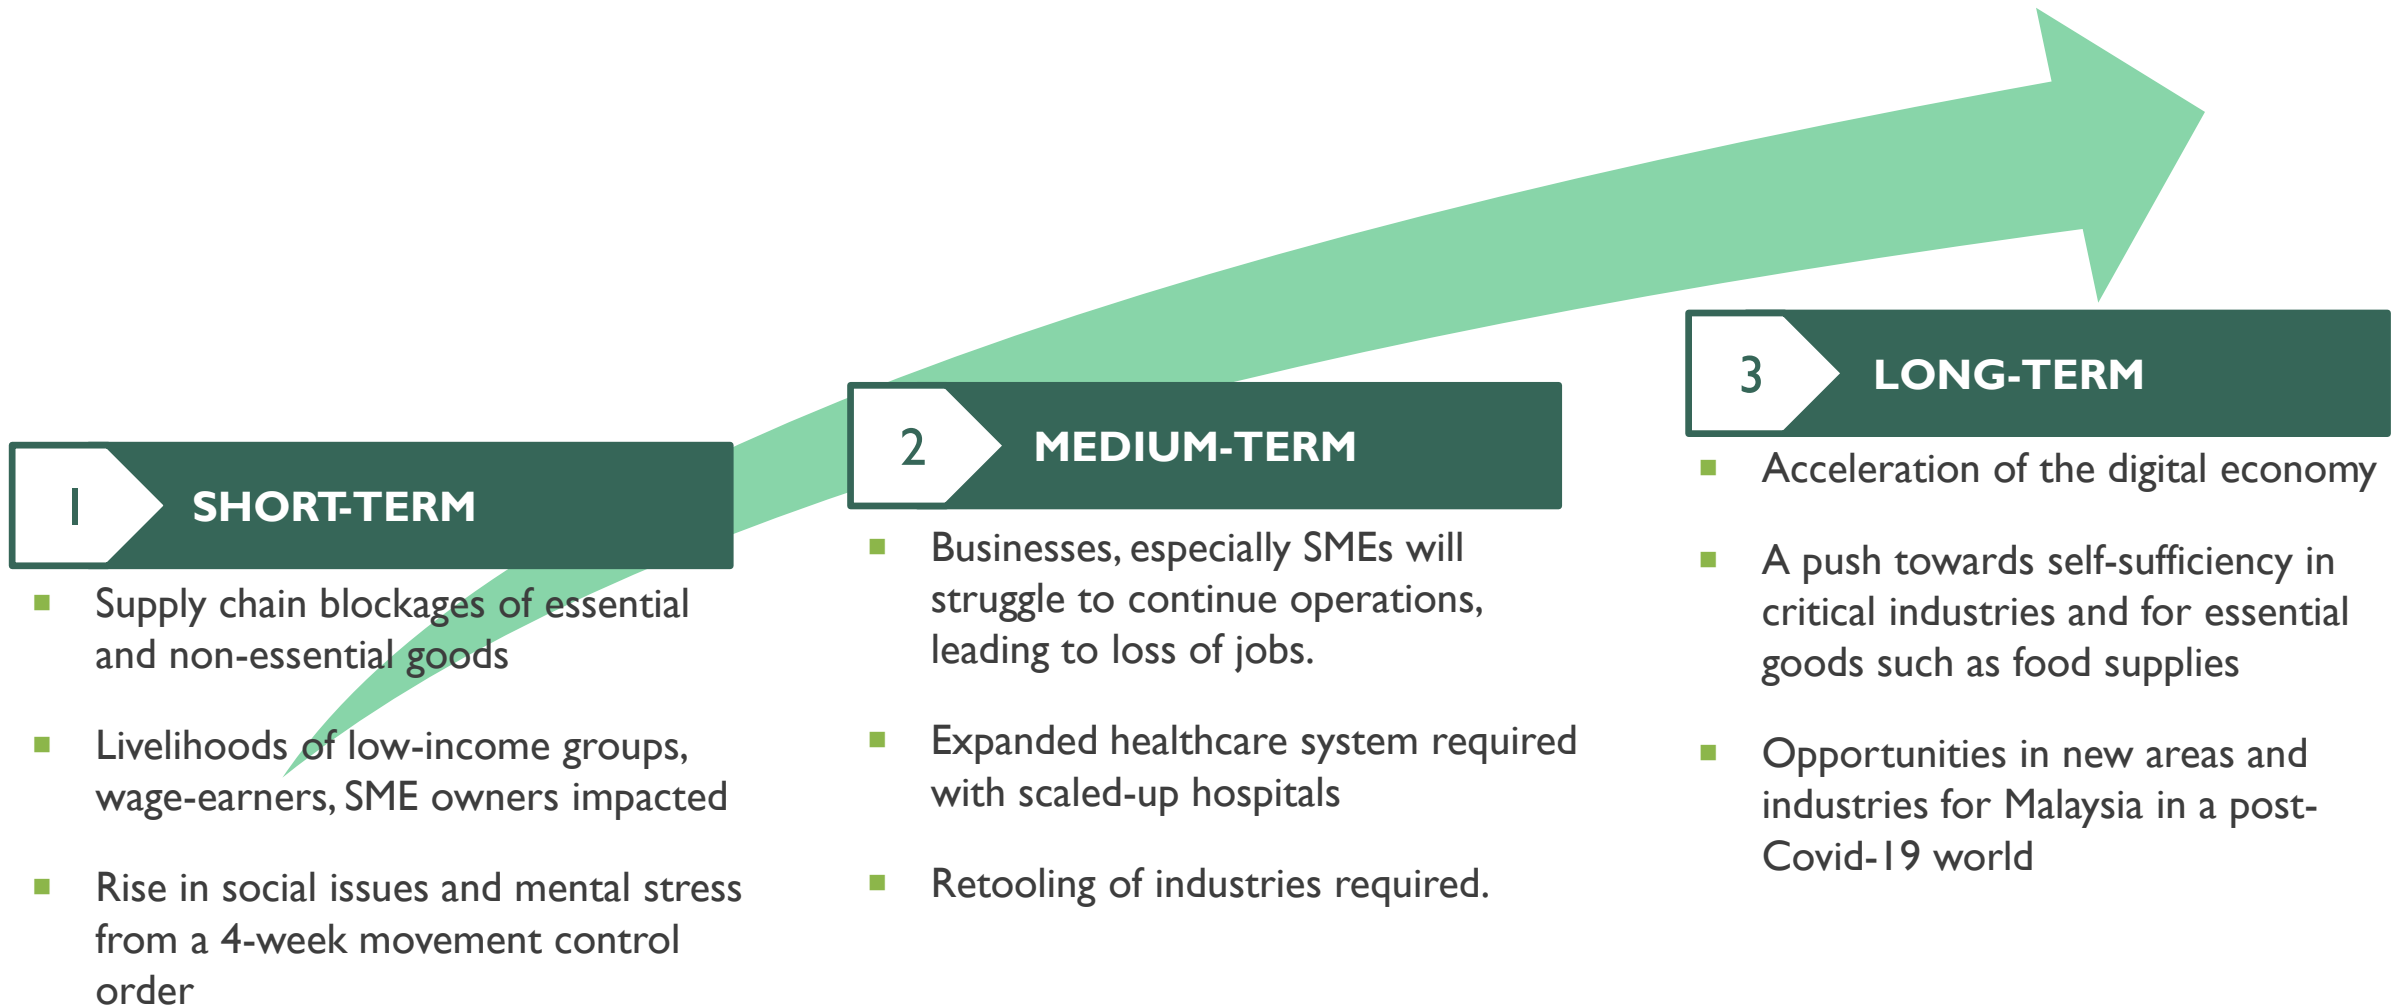 1
SHORT-TERM
Supply chain blockages of essential
and non-essential goods
Livelihoods of low-income groups,
wage-earners, SME owners impacted
Rise in social issues and mental stress
from a 4-week movement control
order
2
MEDIUM-TERM
Businesses, especially SMEs will
struggle to continue operations,
leading to loss of jobs.
Expanded healthcare system required
with scaled-up hospitals
Retooling of industries required.
3
LONG-TERM
Acceleration of the digital economy
A push towards self-sufficiency in
critical industries and for essential
goods such as food supplies
Opportunities in new areas and
industries for Malaysia in a post-
Covid-19 world